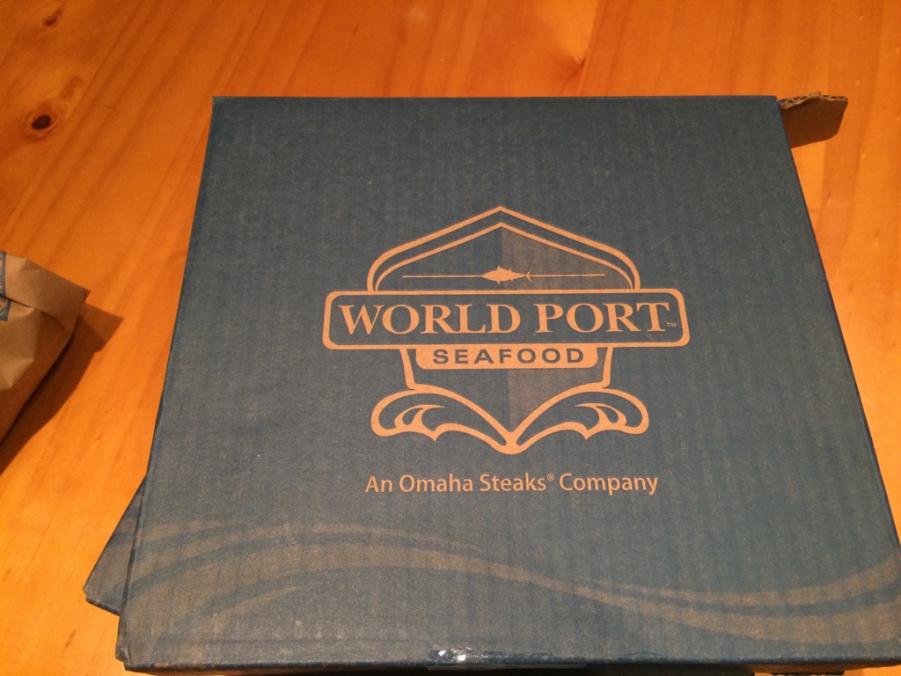 WORLD PORT™
SEAFOOD
An Omaha Steaks® Company